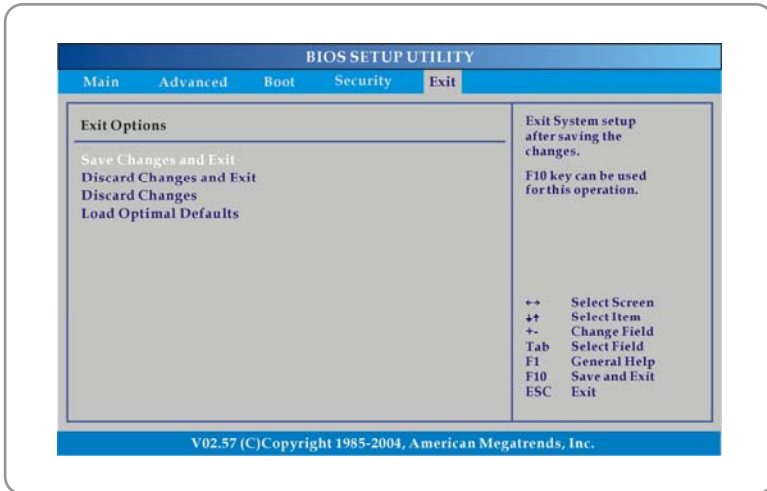 BIOS SETUP UTILITY
Main Advanced Boot Security Exit
Exit Options
Save Changes and Exit
Discard Changes and Exit
Discard Changes
Load Optimal Defaults
Exit System setup
after saving the
changes.
F10 key can be used
for this operation.
←→ Select Screen
↓↑ Select Item
+- Change Field
Tab Select Field
F1 General Help
F10 Save and Exit
ESC Exit
V02.57 (C)Copyright 1985-2004, American Megatrends, Inc.